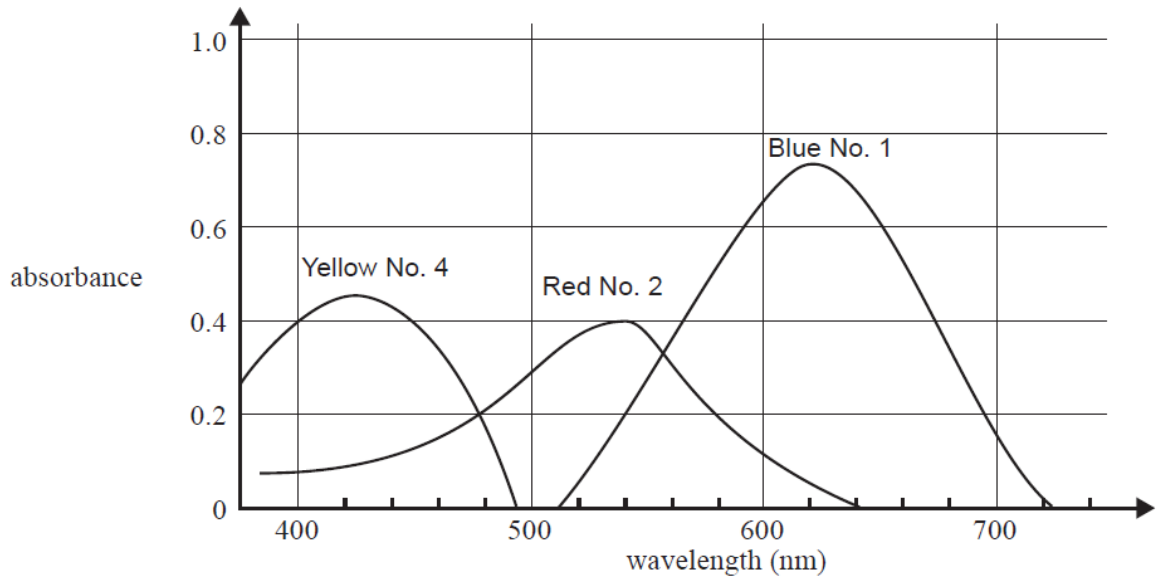 1.0
0.8
Blue No. 1
0.6
absorbance
Yellow No. 4
Red No. 2
0.4
0.2
0
400 500 600 700
wavelength (nm)